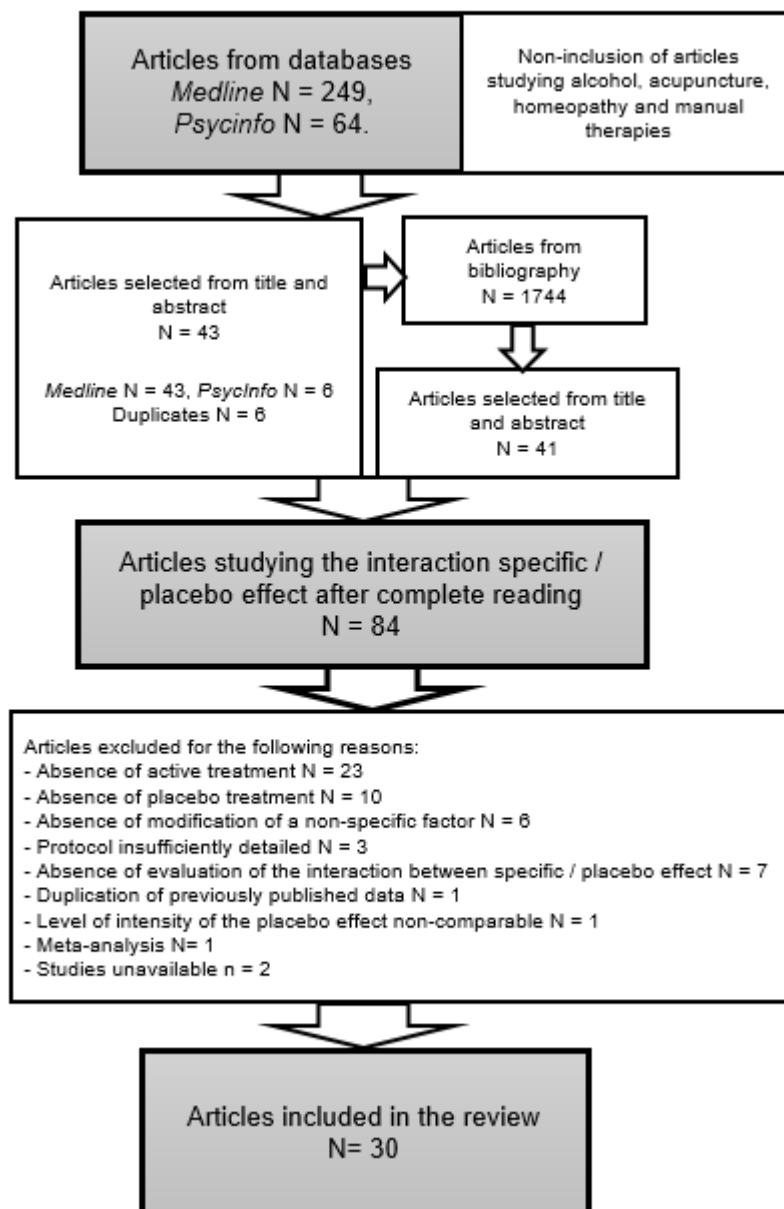 Articles from databases
Medline N = 249,
Psycinfo N = 64.
Non-inclusion of articles
studying alcohol, acupuncture,
homeopathy and manual
therapies
Articles selected from title and
abstract
N = 43
Medline N = 43, PsycInfo N = 6
Duplicates N = 6
Articles from
bibliography
N = 1744
Articles selected from title
and abstract
N = 41
Articles studying the interaction specific /
placebo effect after complete reading
N = 84
Articles excluded for the following reasons:
- Absence of active treatment N = 23
- Absence of placebo treatment N = 10
- Absence of modification of a non-specific factor N = 6
- Protocol insufficiently detailed N = 3
- Absence of evaluation of the interaction between specific / placebo effect N = 7
- Duplication of previously published data N = 1
- Level of intensity of the placebo effect non-comparable N = 1
- Meta-analysis N= 1
- Studies unavailable n = 2
Articles included in the review
N= 30